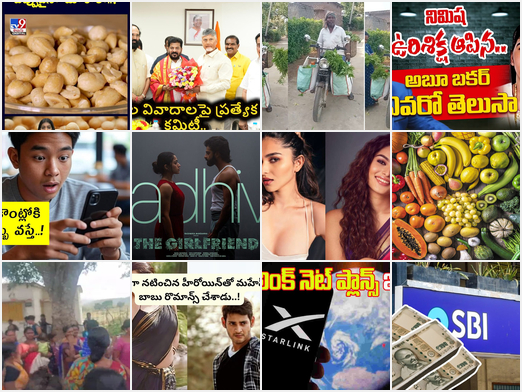 TV9
వివాదాలపై ప్రత్యేక
కమిటీ..
నిమిష
ఉరిశిక్ష ఆపిన..
అబూ బకర్
ఎవరో తెలుసా
వస్తే..!
adhiv
THE GIRLFRIEND
నటించిన హీరోయిన్‌తో మహే
బాబు రొమాన్స్ చేశాడు..!
ంక్ నెట్ ప్లాన్స్
STARLINK
SBI